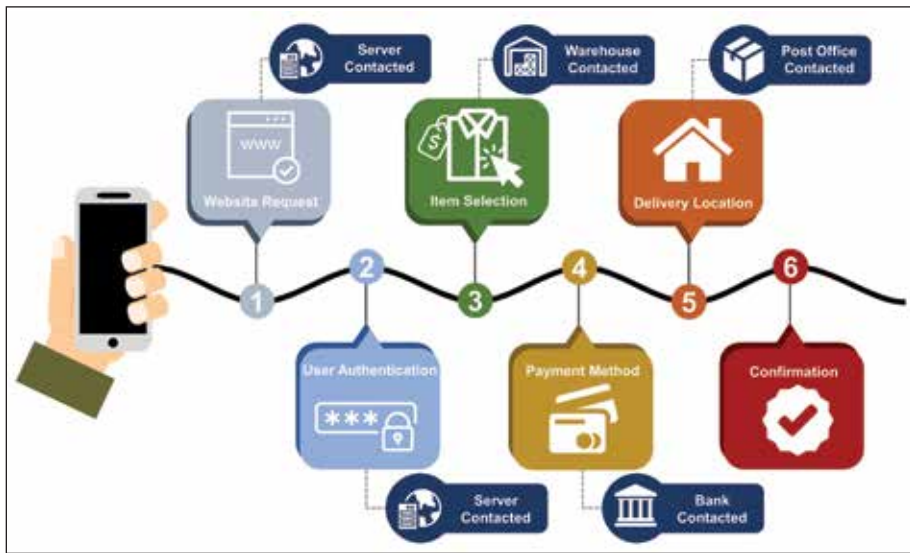 Server
Contacted
Warehouse
Contacted
Post Office
Contacted
WWW
$
Website Request
Item Selection
Delivery Location
1
2
3
4
5
6
User Authentication
***
Payment Method
Confirmation
Server
Contacted
Bank
Contacted